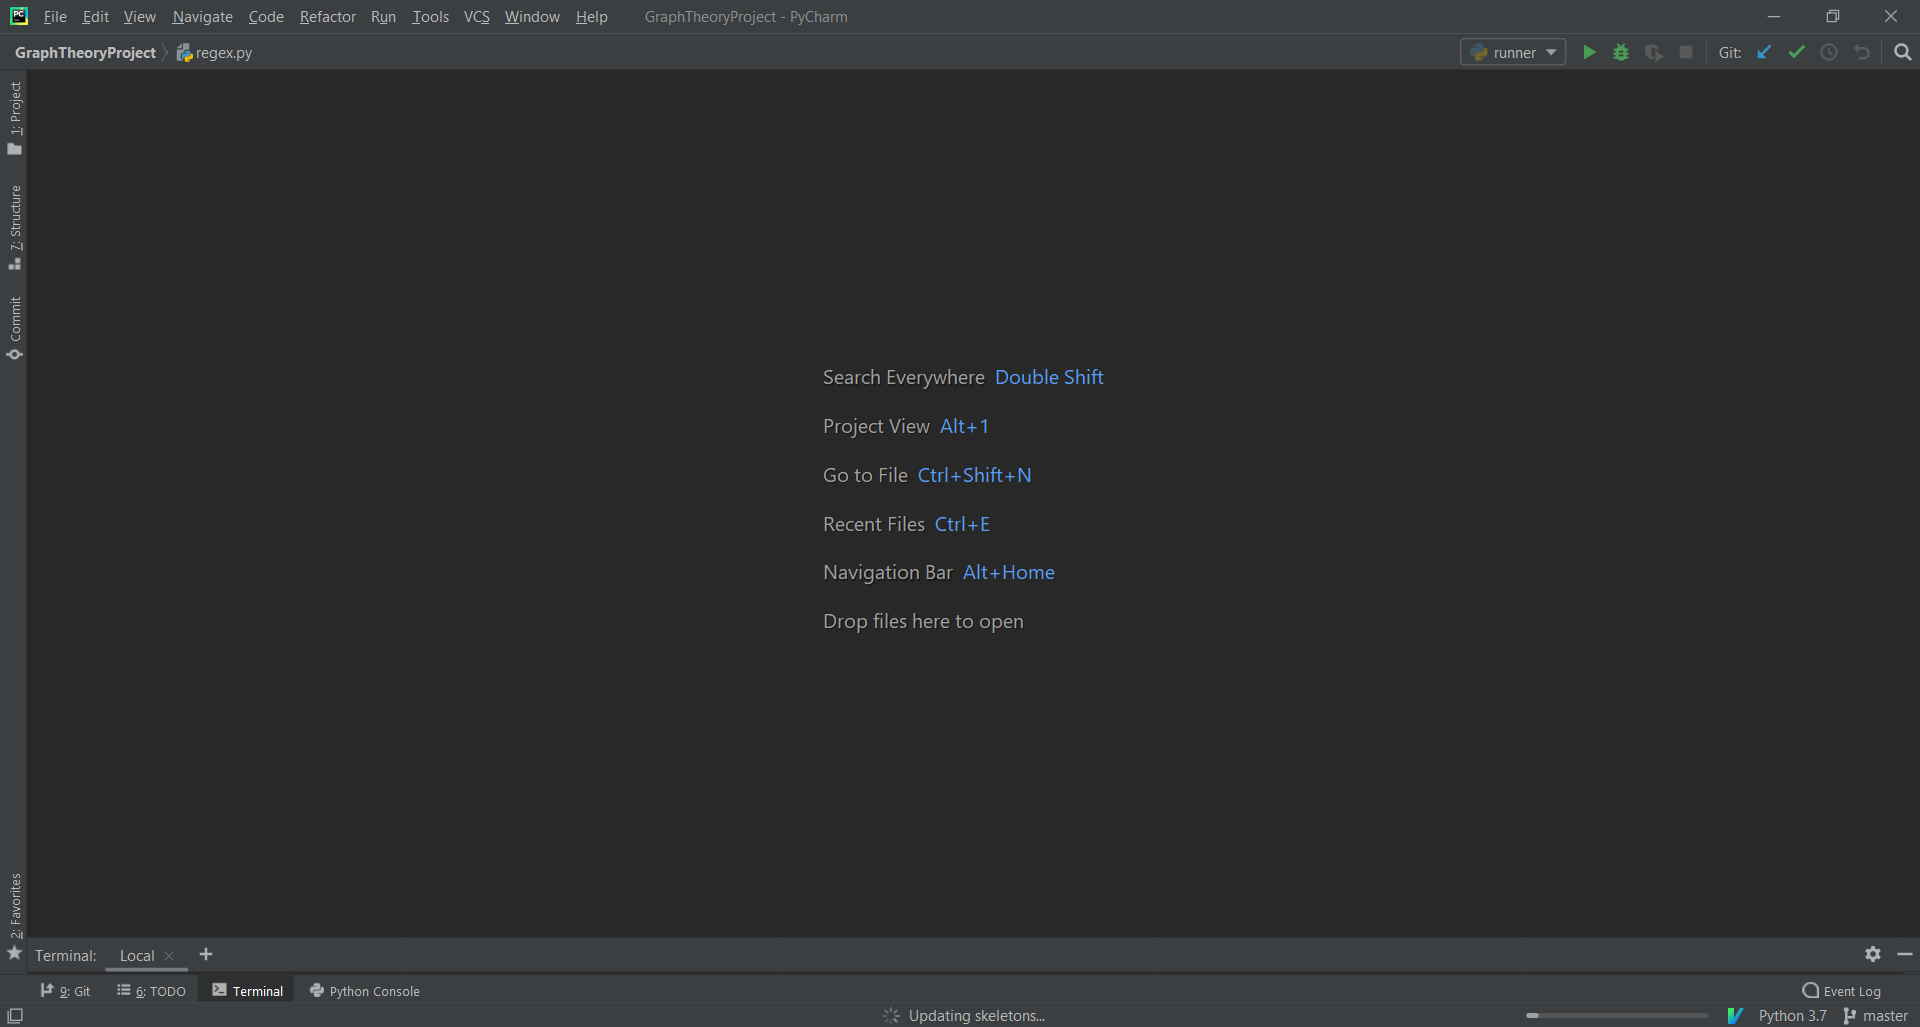 PC File Edit View Navigate Code Refactor Run Tools VCS Window Help GraphTheoryProject - PyCharm
GraphTheoryProject regex.py runner Git:
1: Project
7: Structure
Commit
Search Everywhere Double Shift
Project View Alt+1
Go to File Ctrl+Shift+N
Recent Files Ctrl+E
Navigation Bar Alt+Home
Drop files here to open
2: Favorites
Terminal: Local
9: Git 6: TODO Terminal Python Console Event Log
Updating skeletons... Python 3.7 master